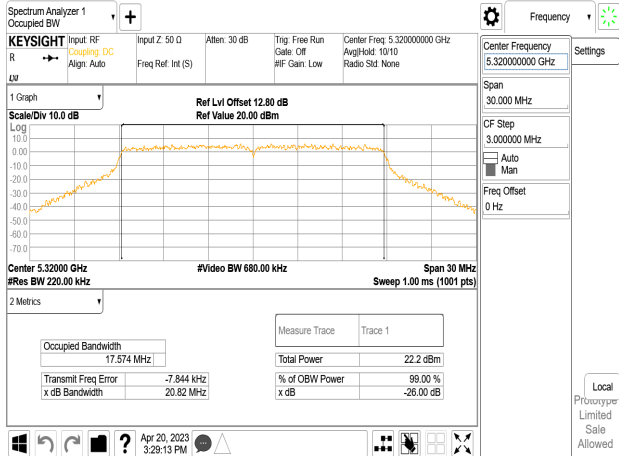 Spectrum Analyzer 1
Occupied BW
Frequency
KEYSIGHT
R
Input: RF
Coupling: DC
Align: Auto
Input Z: 50 Ω
Freq Ref: Int (S)
Atten: 30 dB
Trig: Free Run
Gate: Off
#IF Gain: Low
Center Freq: 5.320000000 GHz
Avg|Hold: 10/10
Radio Std: None
LXI
Center Frequency
5.320000000 GHz
Settings
Span
30.000 MHz
CF Step
3.000000 MHz
Auto
Man
Freq Offset
0 Hz
1 Graph
Scale/Div 10.0 dB
Ref Lvl Offset 12.80 dB
Ref Value 20.00 dBm
Log
10.0
0.00
-10.0
-20.0
-30.0
-40.0
-50.0
-60.0
-70.0
Center 5.32000 GHz
#Res BW 220.00 kHz
#Video BW 680.00 kHz
Span 30 MHz
Sweep 1.00 ms (1001 pts)
2 Metrics
Occupied Bandwidth
17.574 MHz
Transmit Freq Error -7.844 kHz
x dB Bandwidth 20.82 MHz
Measure Trace Trace 1
Total Power 22.2 dBm
% of OBW Power 99.00 %
x dB -26.00 dB
Local
Prototype
Limited
Sale
Allowed
?
Apr 20, 2023
3:29:13 PM